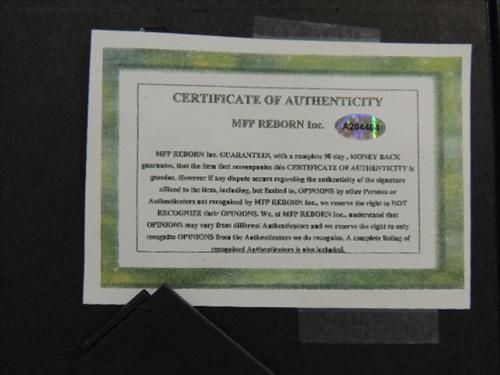 CERTIFICATE OF AUTHENTICITY
MFP REBORN Inc.
A204404
MFP REBORN Inc. GUARANTEES, with a complete 90 day , MONEY BACK
guarantee, that the item that accompanies this CERTIFICATE OF AUTHENTICITY is
genuine. However if any dispute occurs regarding the authenticity of the signature
affixed to the item, including, but limited to, OPINIONS by other Persons or
Authenticators not recognized by MFP REBORN Inc., we reserve the right to NOT
RECOGNIZE their OPINIONS. We, at MFP REBORN Inc., understand that
OPINIONS may vary from different Authenticators and we reserve the right to only
recognize OPINIONS from the Authenticators we do recognize. A complete listing of
recognized Authenticators is also included.